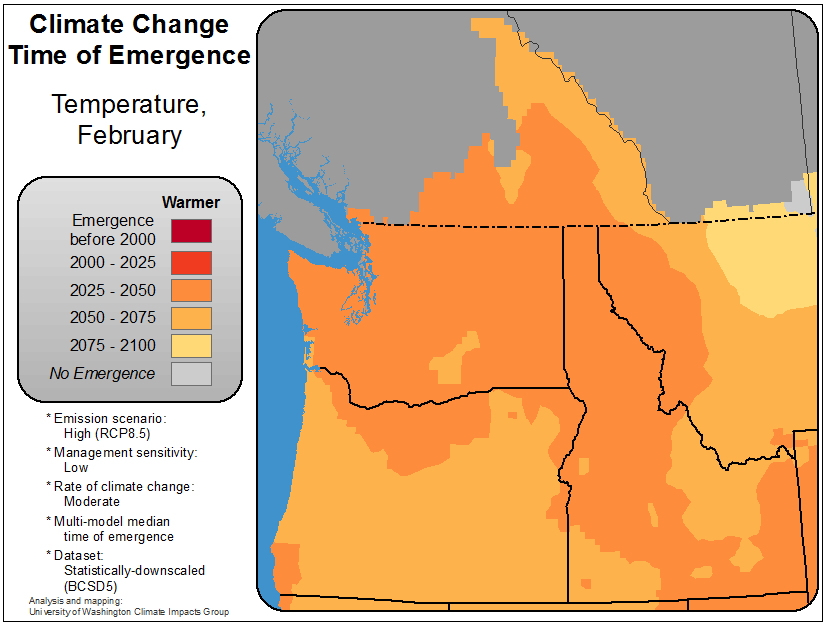 Climate Change
Time of Emergence
Temperature,
February
Warmer
Emergence
before 2000
2000 - 2025
2025 - 2050
2050 - 2075
2075 - 2100
No Emergence
* Emission scenario:
High (RCP8.5)
* Management sensitivity:
Low
* Rate of climate change:
Moderate
* Multi-model median
time of emergence
* Dataset:
Statistically-downscaled
(BCSD5)
Analysis and mapping:
University of Washington Climate Impacts Group